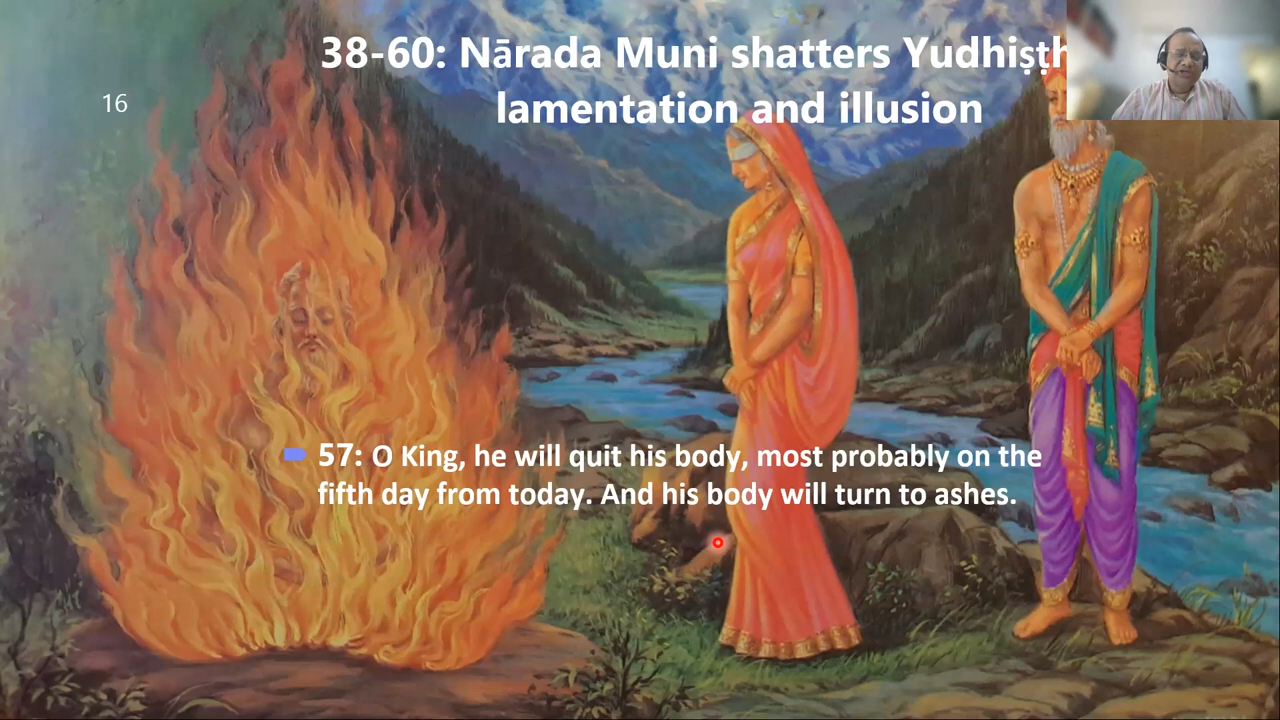 38-60: Nārada Muni shatters Yudhiṣṭh
lamentation and illusion
16
57: O King, he will quit his body, most probably on the
fifth day from today. And his body will turn to ashes.